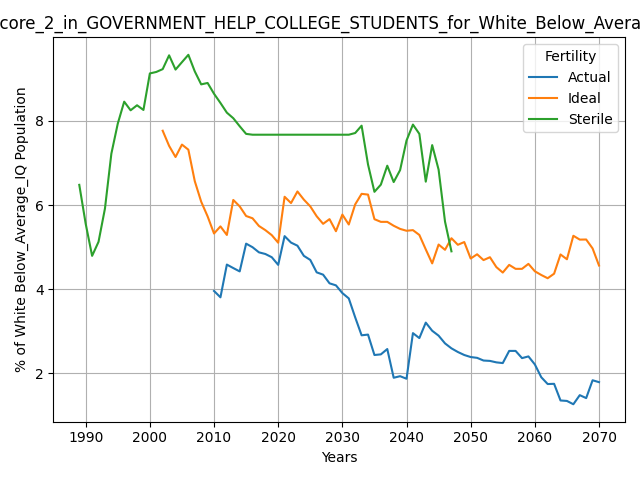 core_2_in_GOVERNMENT_HELP_COLLEGE_STUDENTS_for_White_Below_Avera
Fertility
Actual
Ideal
Sterile
% of White Below_Average_IQ Population
8
6
4
2
1990 2000 2010 2020 2030 2040 2050 2060 2070
Years